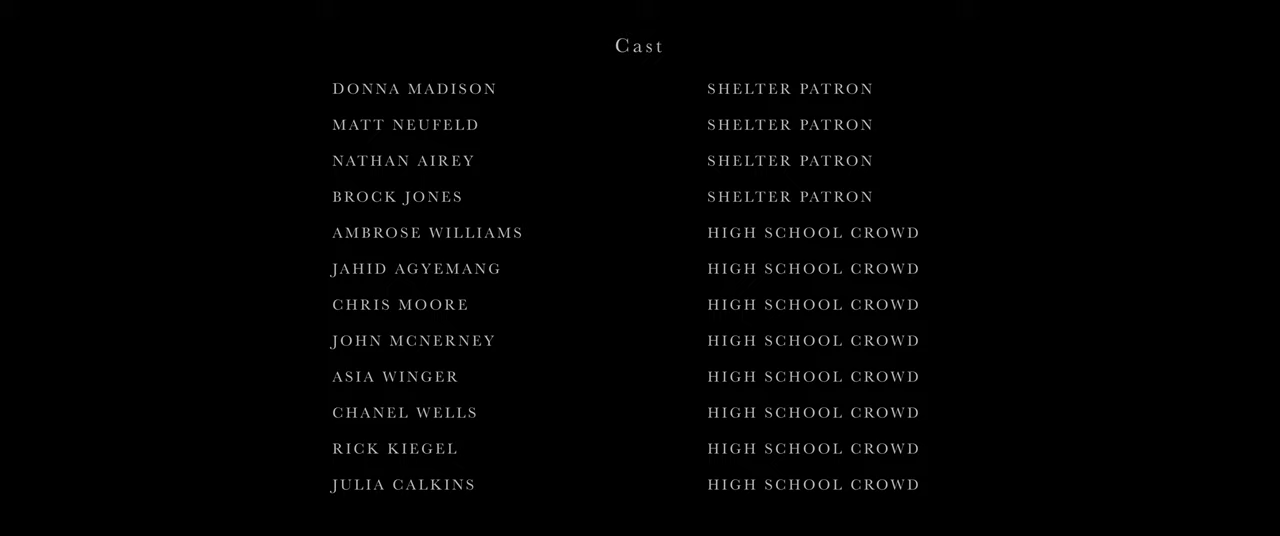 Cast
DONNA MADISON SHELTER PATRON
MATT NEUFELD SHELTER PATRON
NATHAN AIREY SHELTER PATRON
BROCK JONES SHELTER PATRON
AMBROSE WILLIAMS HIGH SCHOOL CROWD
JAHID AGYEMANG HIGH SCHOOL CROWD
CHRIS MOORE HIGH SCHOOL CROWD
JOHN MCNERNEY HIGH SCHOOL CROWD
ASIA WINGER HIGH SCHOOL CROWD
CHANEL WELLS HIGH SCHOOL CROWD
RICK KIEGEL HIGH SCHOOL CROWD
JULIA CALKINS HIGH SCHOOL CROWD